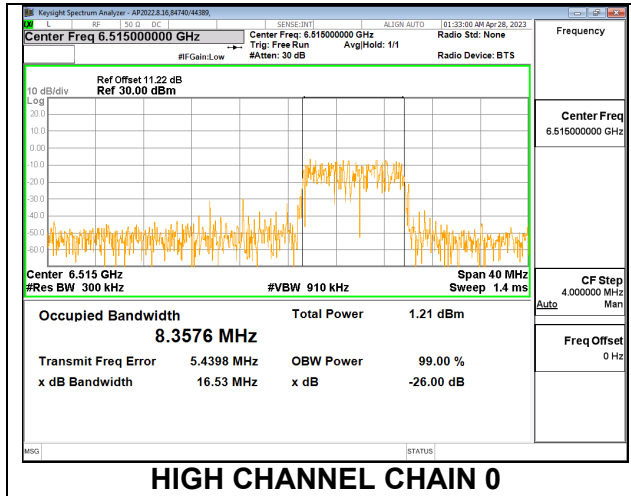 Keysight Spectrum Analyzer - AP2022.8.16,84740/44389,
L RF 50 Ω DC SENSE:INT ALIGN AUTO 01:33:00 AM Apr 28, 2023
Center Freq 6.515000000 GHz
Center Freq: 6.515000000 GHz
Radio Std: None
Trig: Free Run Avg|Hold: 1/1
#IFGain:Low #Atten: 30 dB Radio Device: BTS
Frequency
Ref Offset 11.22 dB
10 dB/div Ref 30.00 dBm
Log
20.0
10.0
0.00
-10.0
-20.0
-30.0
-40.0
-50.0
-60.0
Center 6.515 GHz Span 40 MHz
#Res BW 300 kHz #VBW 910 kHz Sweep 1.4 ms
Occupied Bandwidth Total Power 1.21 dBm
8.3576 MHz
Transmit Freq Error 5.4398 MHz OBW Power 99.00 %
x dB Bandwidth 16.53 MHz x dB -26.00 dB
Center Freq
6.515000000 GHz
CF Step
4.000000 MHz
Auto Man
Freq Offset
0 Hz
MSG STATUS
HIGH CHANNEL CHAIN 0